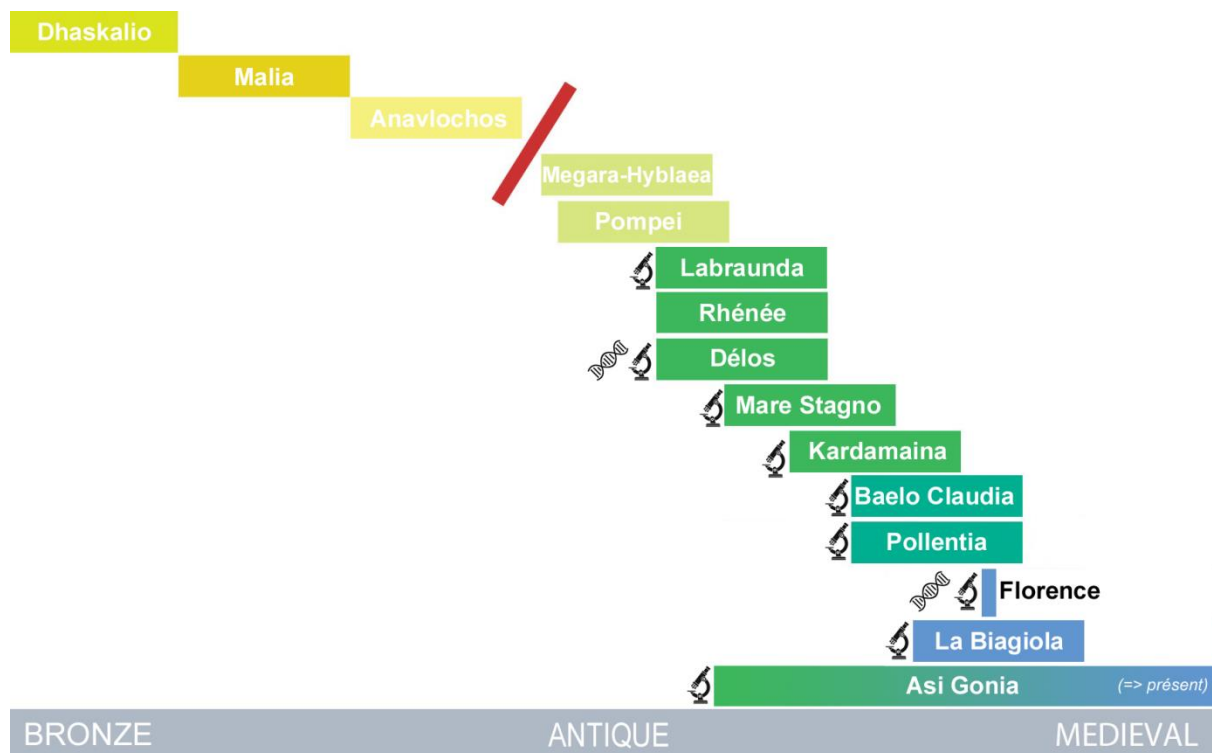 Dhaskalio
Malia
Anavlochos
Megara-Hyblaea
Pompei
Labraunda
Rhénée
Délos
Mare Stagno
Kardamaina
Baelo Claudia
Pollentia
Florence
La Biagiola
Asi Gonia (=> présent)
BRONZE ANTIQUE MEDIEVAL